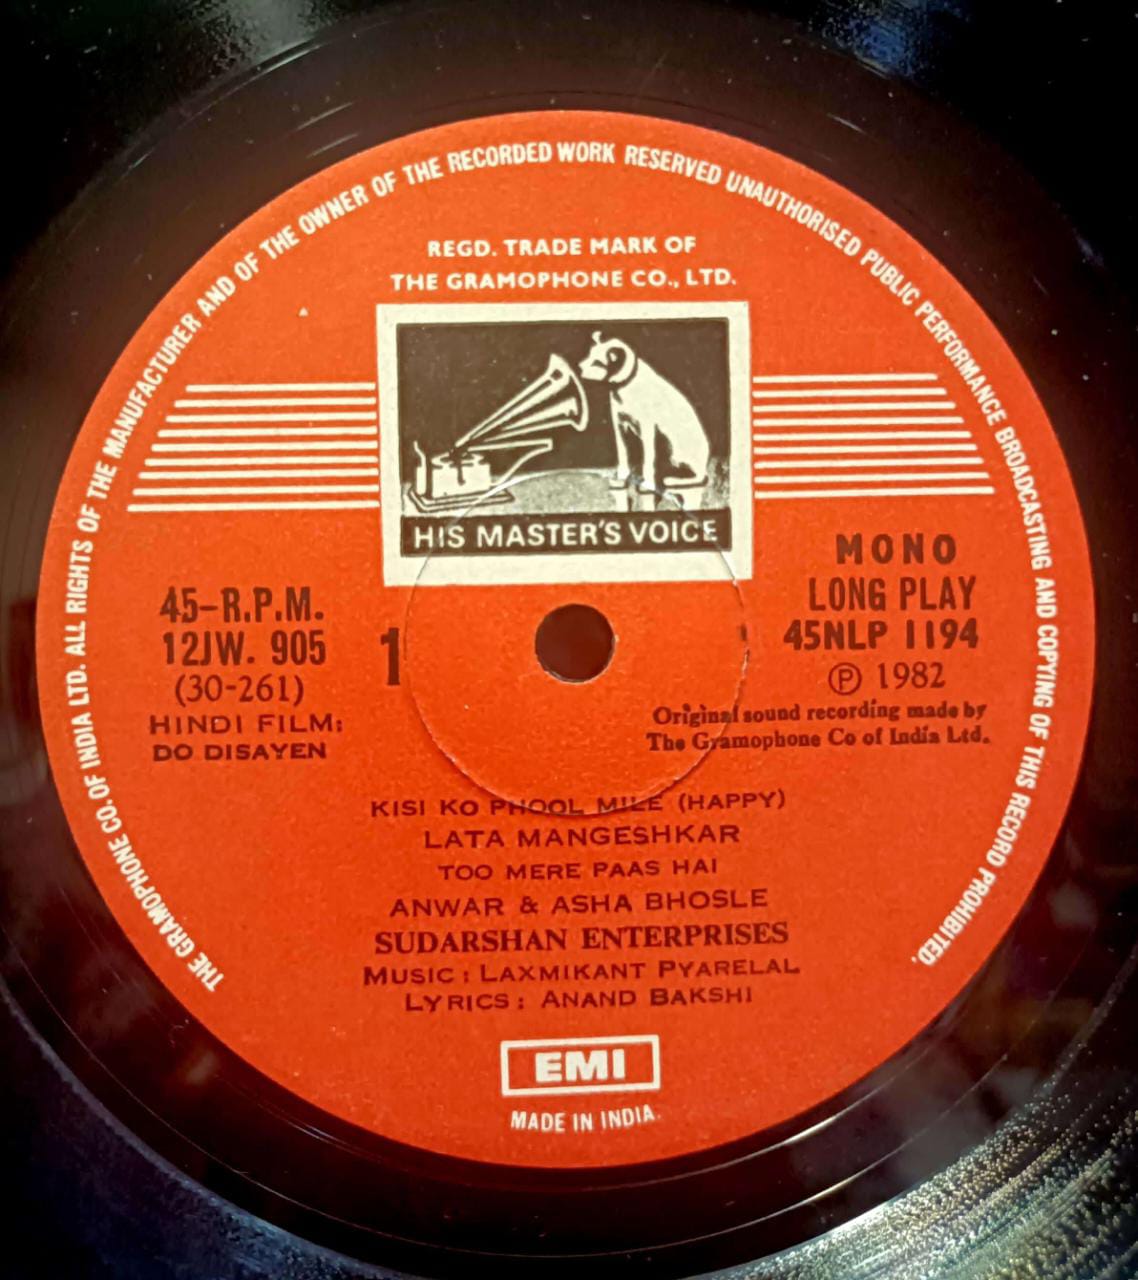 THE GRAMOPHONE CO. OF INDIA LTD. ALL RIGHTS OF THE MANUFACTURER AND OF THE OWNER OF THE RECORDED WORK RESERVED UNAUTHORISED PUBLIC PERFORMANCE BROADCASTING AND COPYING OF THIS RECORD PROHIBITED.
REGD. TRADE MARK OF
THE GRAMOPHONE CO., LTD.
HIS MASTER'S VOICE
45-R.P.M.
12JW. 905
(30-261)
HINDI FILM:
DO DISAYEN
1
MONO
LONG PLAY
45NLP 1194
Ⓟ 1982
Original sound recording made by
The Gramophone Co of India Ltd.
KISI KO PHOOL MILE (HAPPY)
LATA MANGESHKAR
TOO MERE PAAS HAI
ANWAR & ASHA BHOSLE
SUDARSHAN ENTERPRISES
MUSIC : LAXMIKANT PYARELAL
LYRICS : ANAND BAKSHI
EMI
MADE IN INDIA.